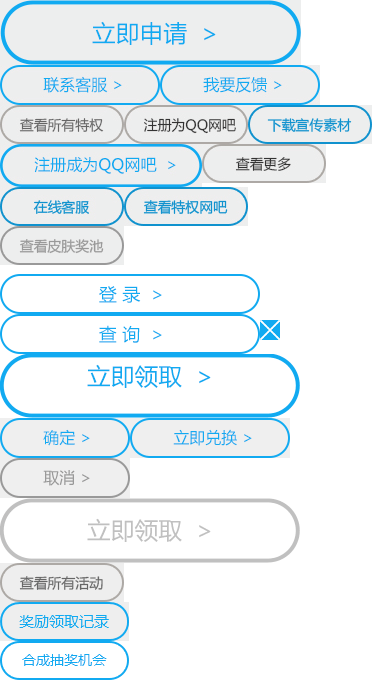 立即申请 >
联系客服 > 我要反馈 >
查看所有特权 注册为QQ网吧 下载宣传素材
注册成为QQ网吧 > 查看更多
在线客服 查看特权网吧
查看皮肤奖池
登 录 >
查 询 >
立即领取 >
确定 > 立即兑换 >
取消 >
立即领取 >
查看所有活动
奖励领取记录
合成抽奖机会